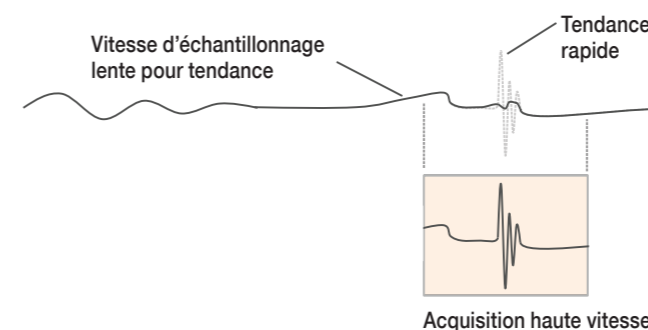 Vitesse d’échantillonnage
lente pour tendance
Tendance
rapide
Acquisition haute vitesse